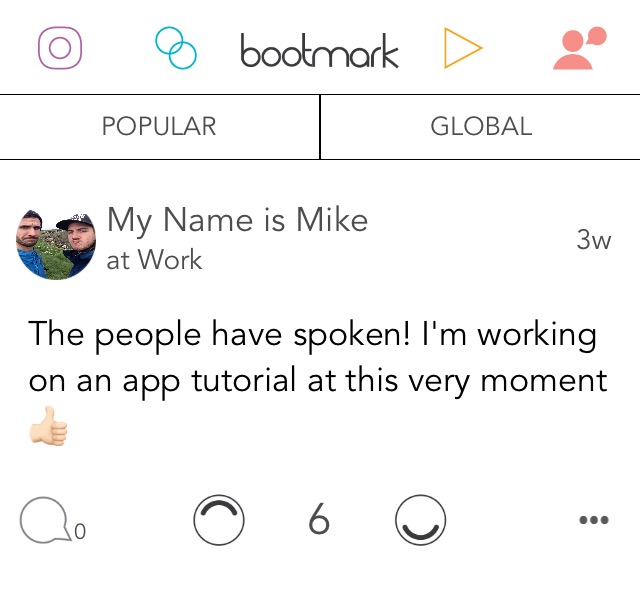 bootmark
POPULAR
GLOBAL
My Name is Mike
at Work
3w
The people have spoken! I'm working
on an app tutorial at this very moment
👍🏻
0
6